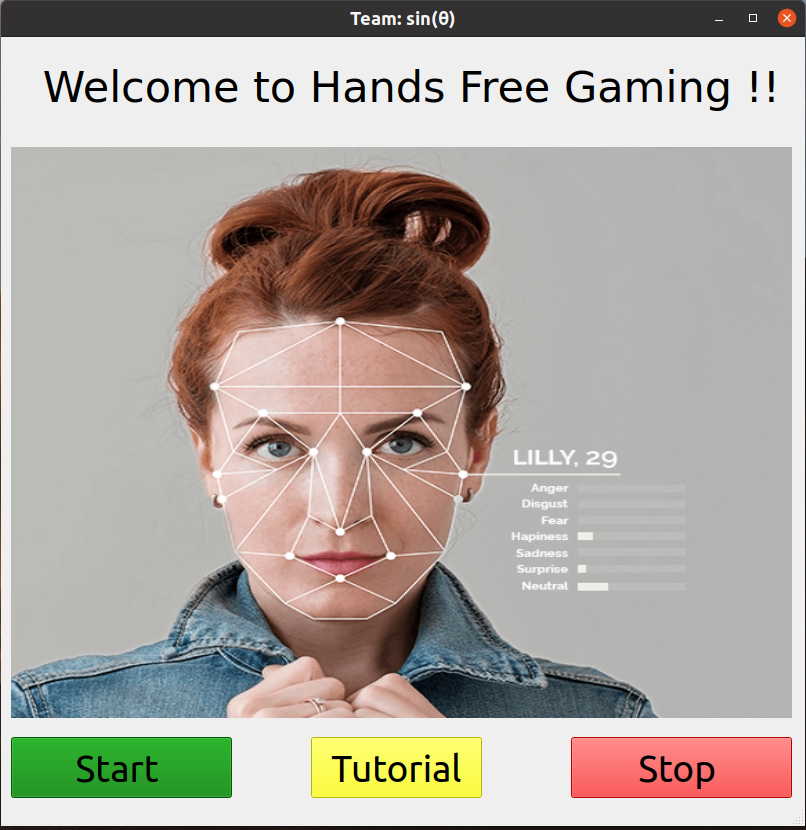 Team: sin(θ)
Welcome to Hands Free Gaming !!
LILLY, 29
Anger
Disgust
Fear
Hapiness
Sadness
Surprise
Neutral
Start
Tutorial
Stop